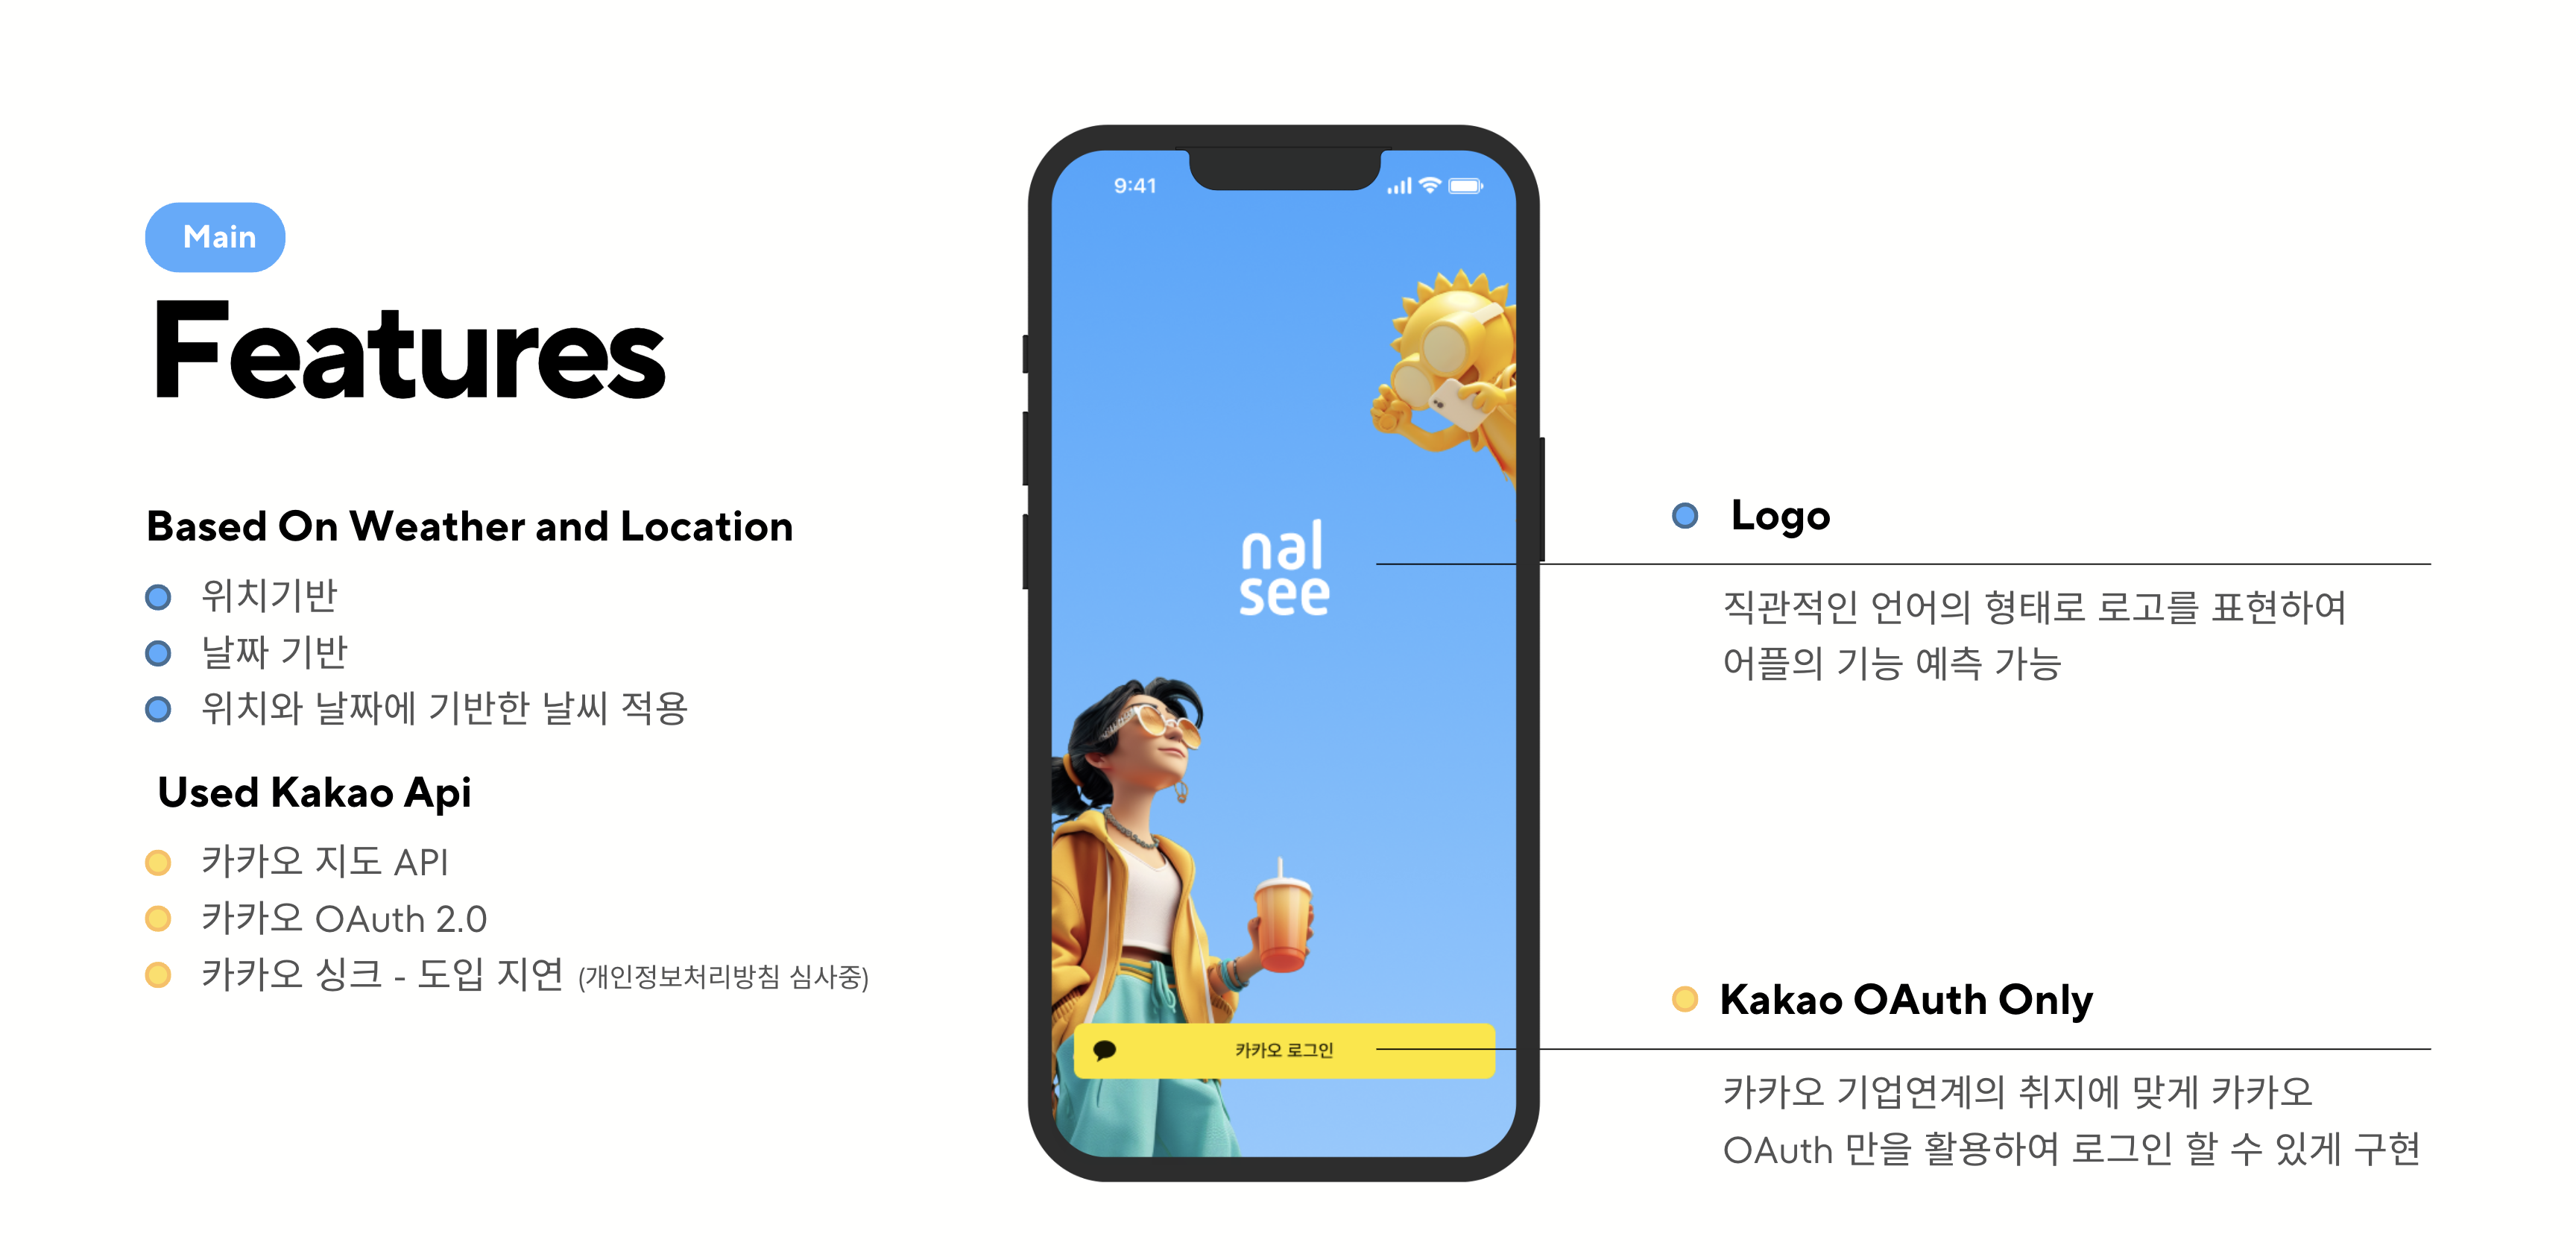 Main
Features
Based On Weather and Location
위치기반
날짜 기반
위치와 날짜에 기반한 날씨 적용
Used Kakao Api
카카오 지도 API
카카오 OAuth 2.0
카카오 싱크 - 도입 지연 (개인정보처리방침 심사중)
9:41
nal
see
카카오 로그인
Logo
직관적인 언어의 형태로 로고를 표현하여
어플의 기능 예측 가능
Kakao OAuth Only
카카오 기업연계의 취지에 맞게 카카오
OAuth 만을 활용하여 로그인 할 수 있게 구현